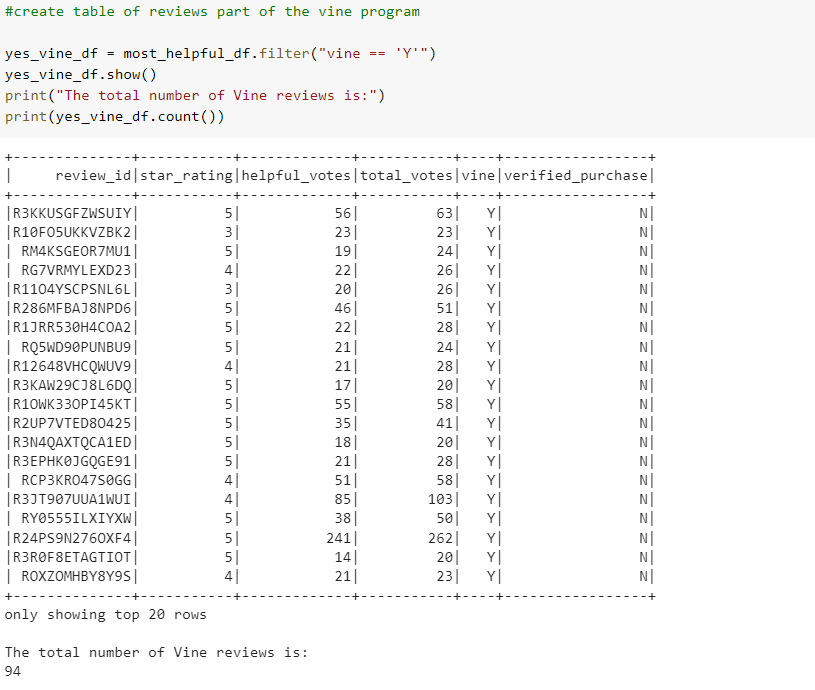 #create table of reviews part of the vine program
yes_vine_df = most_helpful_df.filter("vine == 'Y'")
yes_vine_df.show()
print("The total number of Vine reviews is:")
print(yes_vine_df.count())
+--------------+-----------+-------------+-----------+----+-----------------+
|     review_id|star_rating|helpful_votes|total_votes|vine|verified_purchase|
+--------------+-----------+-------------+-----------+----+-----------------+
|R3KKUSGFZWSUIY|          5|           56|         63|   Y|                N|
|R10FO5UKKVZBK2|          3|           23|         23|   Y|                N|
| RM4KSGEOR7MU1|          5|           19|         24|   Y|                N|
| RG7VRMYLEXD23|          4|           22|         26|   Y|                N|
|R11O4YSCPSNL6L|          3|           20|         26|   Y|                N|
|R286MFBAJ8NPD6|          5|           46|         51|   Y|                N|
|R1JRR530H4COA2|          5|           22|         28|   Y|                N|
| RQ5WD90PUNBU9|          5|           21|         24|   Y|                N|
|R12648VHCQWUV9|          4|           21|         28|   Y|                N|
|R3KAW29CJ8L6DQ|          5|           17|         20|   Y|                N|
|R1OWK33OPI45KT|          5|           55|         58|   Y|                N|
|R2UP7VTED8O425|          5|           35|         41|   Y|                N|
|R3N4QAXTQCA1ED|          5|           18|         20|   Y|                N|
|R3EPHK0JGQGE91|          5|           21|         28|   Y|                N|
| RCP3KRO47S0GG|          4|           51|         58|   Y|                N|
|R3JT907UUA1WUI|          4|           85|        103|   Y|                N|
| RY0555ILXIYXW|          5|           38|         50|   Y|                N|
|R24PS9N276OXF4|          5|          241|        262|   Y|                N|
|R3R0F8ETAGTIOT|          5|           14|         20|   Y|                N|
| ROXZOMHBY8Y9S|          4|           21|         23|   Y|                N|
+--------------+-----------+-------------+-----------+----+-----------------+
only showing top 20 rows
The total number of Vine reviews is:
94